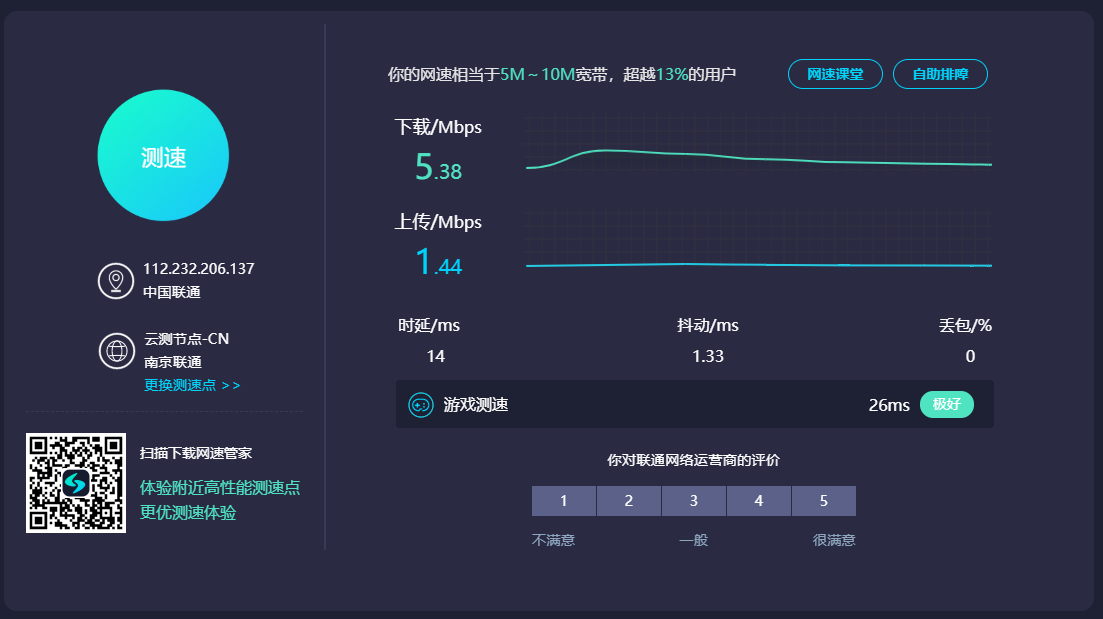 测速
112.232.206.137
中国联通
云测节点-CN
南京联通
更换测速点 >>
扫描下载网速管家
体验附近高性能测速点
更优测速体验
你的网速相当于5M～10M宽带，超越13%的用户
网速课堂
自助排障
下载/Mbps
5.38
上传/Mbps
1.44
时延/ms
14
抖动/ms
1.33
丢包/%
0
游戏测速
26ms
极好
你对联通网络运营商的评价
1 2 3 4 5
不满意 一般 很满意